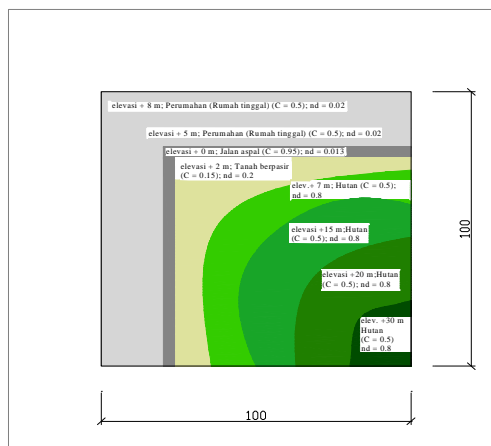 elevasi + 8 m; Perumahan (Rumah tinggal) (C = 0.5); nd = 0.02
elevasi + 5 m; Perumahan (Rumah tinggal) (C = 0.5); nd = 0.02
elevasi + 0 m; Jalan aspal (C = 0.95); nd = 0.013
elevasi + 2 m; Tanah berpasir
(C = 0.15); nd = 0.2
elev.+ 7 m; Hutan (C = 0.5);
nd = 0.8
elevasi +15 m;Hutan
(C = 0.5); nd = 0.8
elevasi +20 m;Hutan
(C = 0.5); nd = 0.8
elev. +30 m
Hutan
(C = 0.5)
nd = 0.8
100
100